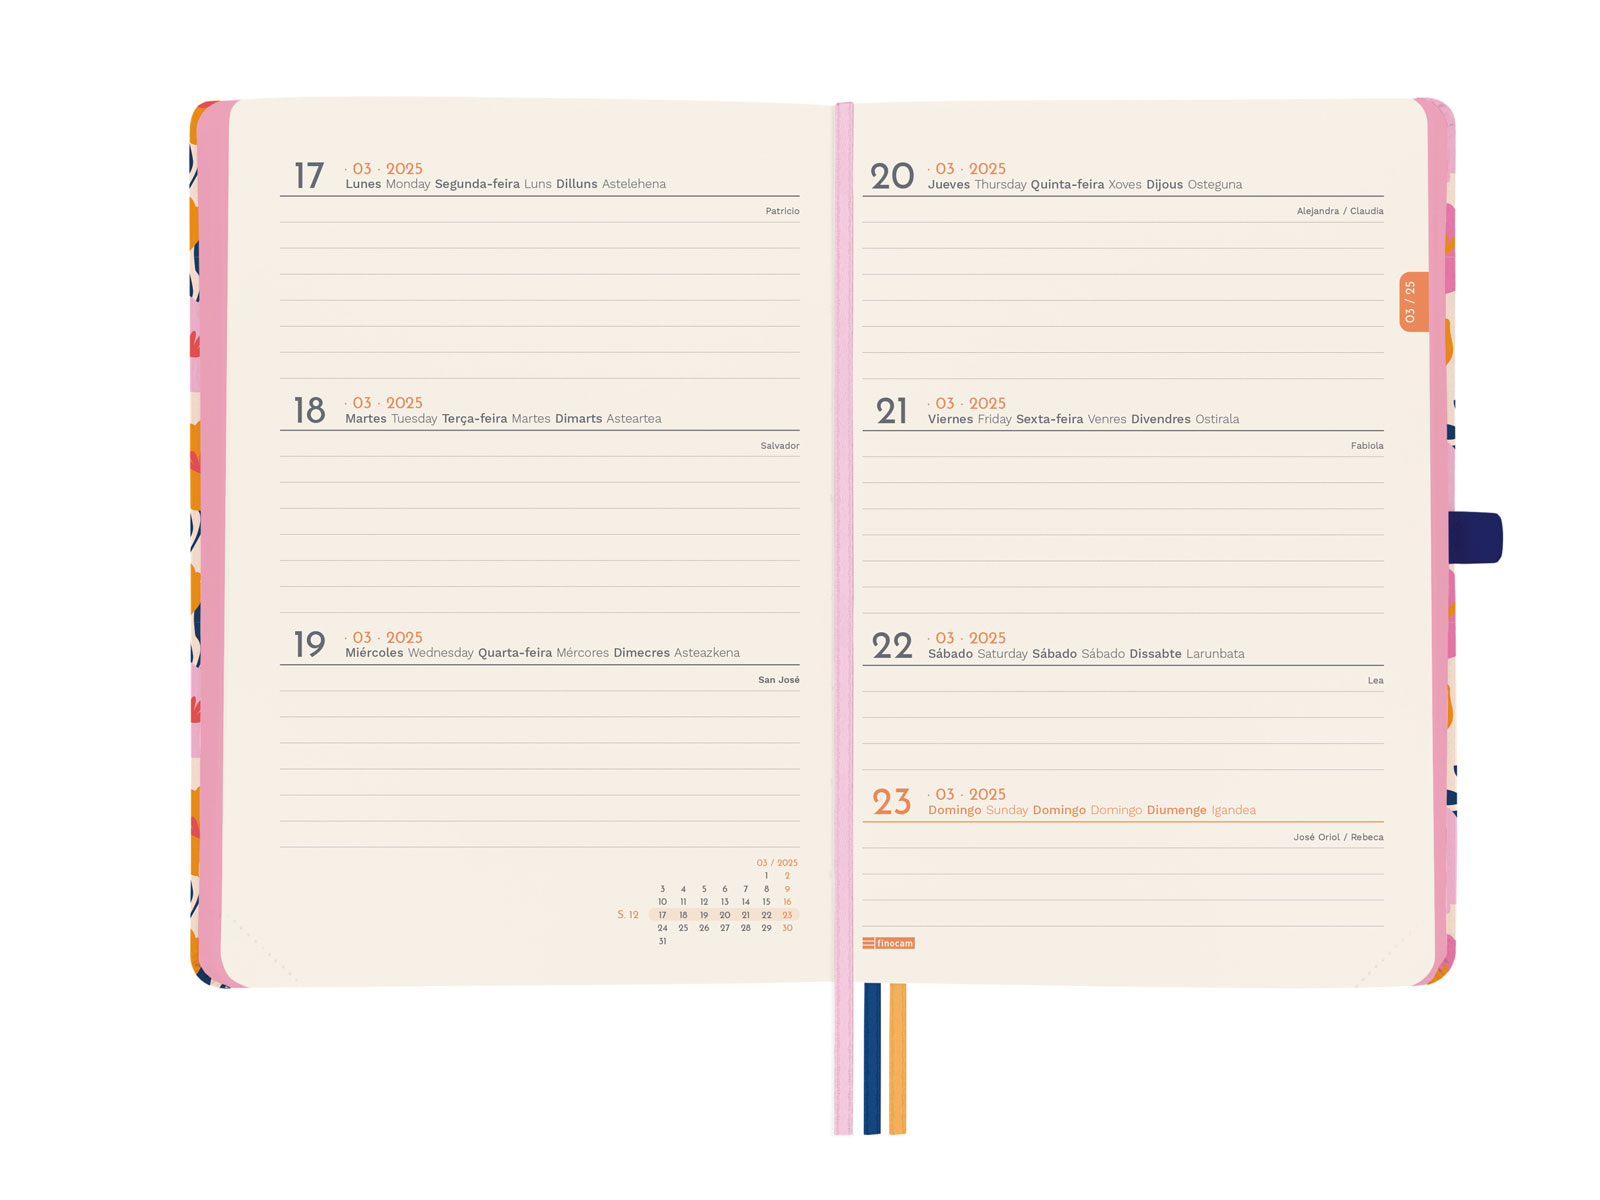 17 · 03 · 2025
Lunes Monday Segunda-feira Luns Dilluns Astelehena
Patricio
18 · 03 · 2025
Martes Tuesday Terça-feira Martes Dimarts Asteartea
Salvador
19 · 03 · 2025
Miércoles Wednesday Quarta-feira Mércores Dimecres Asteazkena
San José
03 / 2025
1 2
3 4 5 6 7 8 9
10 11 12 13 14 15 16
S. 12 17 18 19 20 21 22 23
24 25 26 27 28 29 30
31
20 · 03 · 2025
Jueves Thursday Quinta-feira Xoves Dijous Osteguna
Alejandra / Claudia
03 / 25
21 · 03 · 2025
Viernes Friday Sexta-feira Venres Divendres Ostirala
Fabiola
22 · 03 · 2025
Sábado Saturday Sábado Sábado Dissabte Larunbata
Lea
23 · 03 · 2025
Domingo Sunday Domingo Domingo Diumenge Igandea
José Oriol / Rebeca
finocam